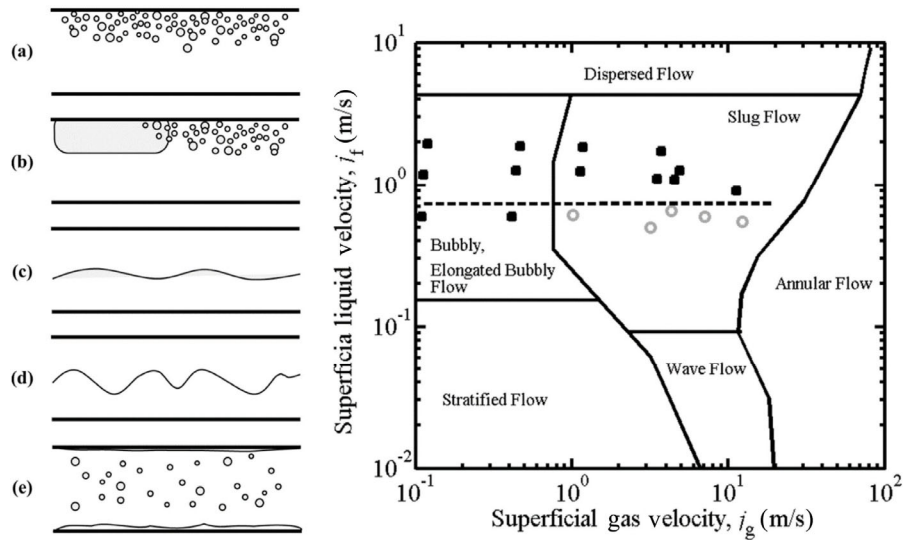 (a)
(b)
(c)
(d)
(e)
Superficia liquid velocity, j_f (m/s)
10^1
10^0
10^-1
10^-2
Dispersed Flow
Slug Flow
Bubbly,
Elongated Bubbly
Flow
Annular Flow
Wave Flow
Stratified Flow
10^-1
10^0
10^1
10^2
Superficial gas velocity, j_g (m/s)